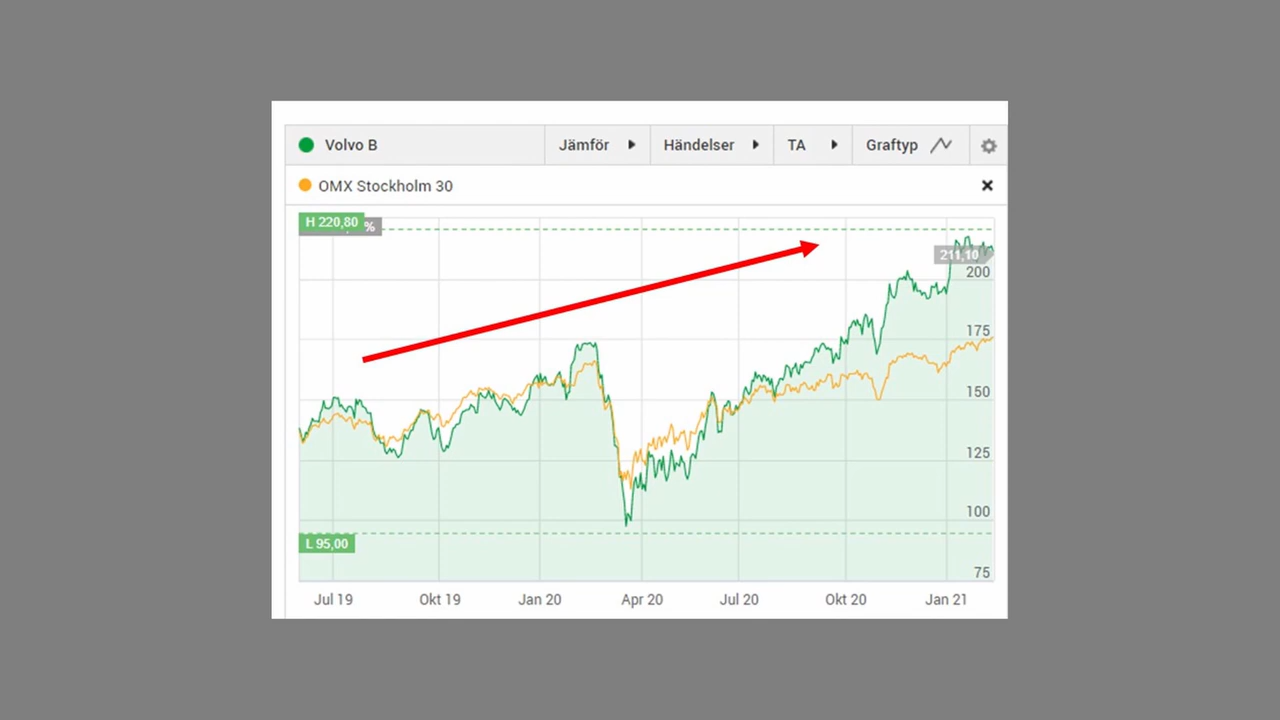 Volvo B Jämför Händelser TA Graftyp
OMX Stockholm 30
H 220,80 %
211,10
200
175
150
125
100
L 95,00
75
Jul 19 Okt 19 Jan 20 Apr 20 Jul 20 Okt 20 Jan 21